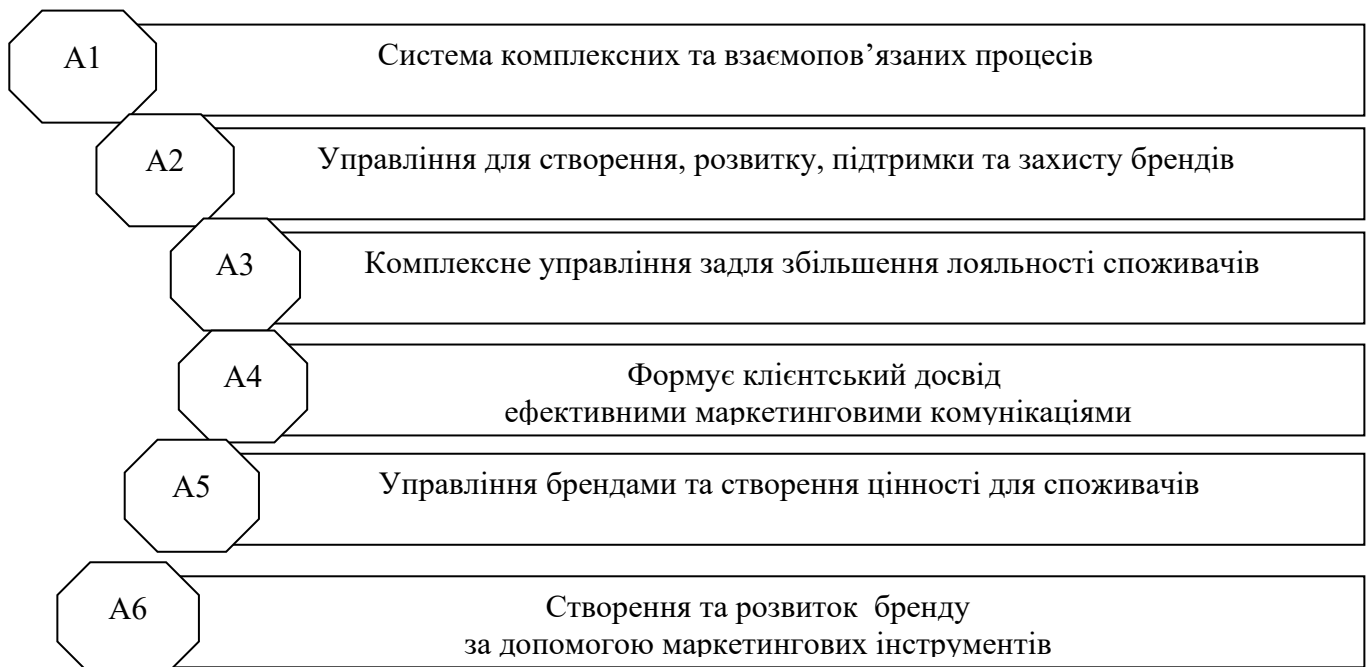 А1
Система комплексних та взаємопов’язаних процесів
А2
Управління для створення, розвитку, підтримки та захисту брендів
А3
Комплексне управління задля збільшення лояльності споживачів
А4
Формує клієнтський досвід
ефективними маркетинговими комунікаціями
А5
Управління брендами та створення цінності для споживачів
А6
Створення та розвиток бренду
за допомогою маркетингових інструментів